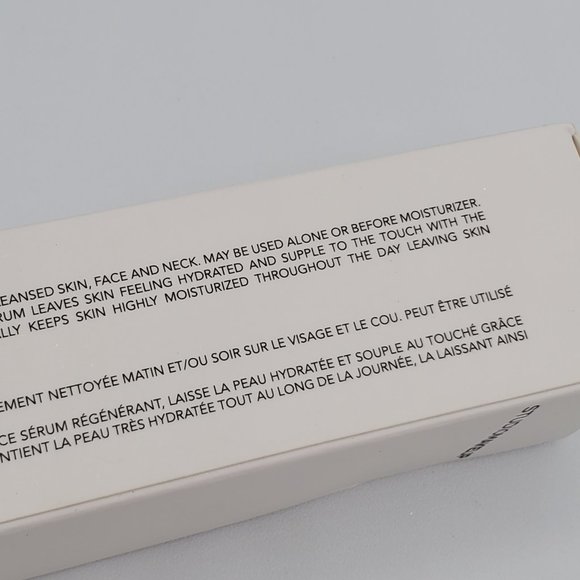 LEANSED SKIN, FACE AND NECK. MAY BE USED ALONE OR BEFORE MOISTURIZER.
RUM LEAVES SKIN FEELING HYDRATED AND SUPPLE TO THE TOUCH WITH THE
ALLY KEEPS SKIN HIGHLY MOISTURIZED THROUGHOUT THE DAY LEAVING SKIN
EMENT NETTOYÉE MATIN ET/OU SOIR SUR LE VISAGE ET LE COU. PEUT ÊTRE UTILISÉ
CE SÉRUM RÉGÉNÉRANT, LAISSE LA PEAU HYDRATÉE ET SOUPLE AU TOUCHÉ GRÂCE
NTIENT LA PEAU TRÈS HYDRATÉE TOUT AU LONG DE LA JOURNÉE, LA LAISSANT AINSI